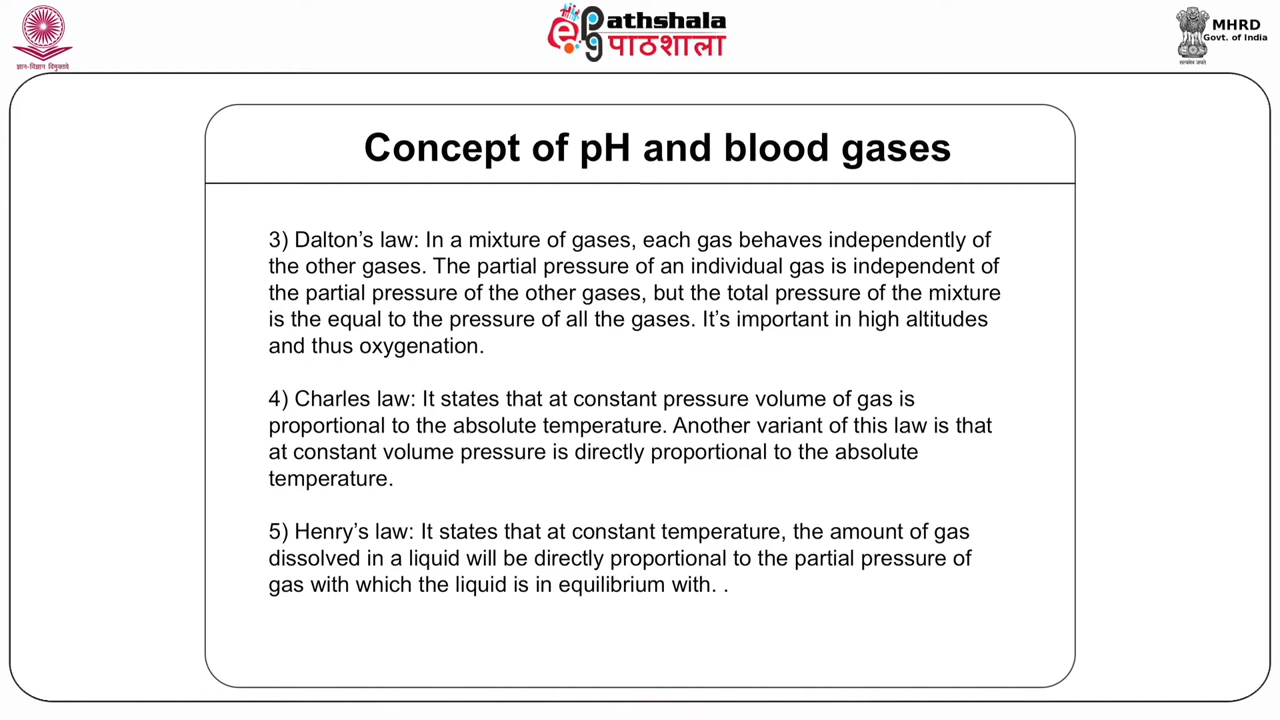 ज्ञान-विज्ञान विमुक्तये
ePG Pathshala
पाठशाला
MHRD
Govt. of India
सत्यमेव जयते
Concept of pH and blood gases
3) Dalton’s law: In a mixture of gases, each gas behaves independently of
the other gases. The partial pressure of an individual gas is independent of
the partial pressure of the other gases, but the total pressure of the mixture
is the equal to the pressure of all the gases. It’s important in high altitudes
and thus oxygenation.
4) Charles law: It states that at constant pressure volume of gas is
proportional to the absolute temperature. Another variant of this law is that
at constant volume pressure is directly proportional to the absolute
temperature.
5) Henry’s law: It states that at constant temperature, the amount of gas
dissolved in a liquid will be directly proportional to the partial pressure of
gas with which the liquid is in equilibrium with. .